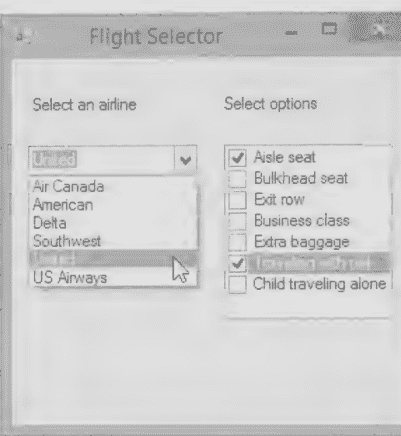 Flight Selector
Select an airline
Select options
United
Air Canada
American
Delta
Southwest
United
US Airways
Aisle seat
Bulkhead seat
Exit row
Business class
Extra baggage
Traveling with pet
Child traveling alone